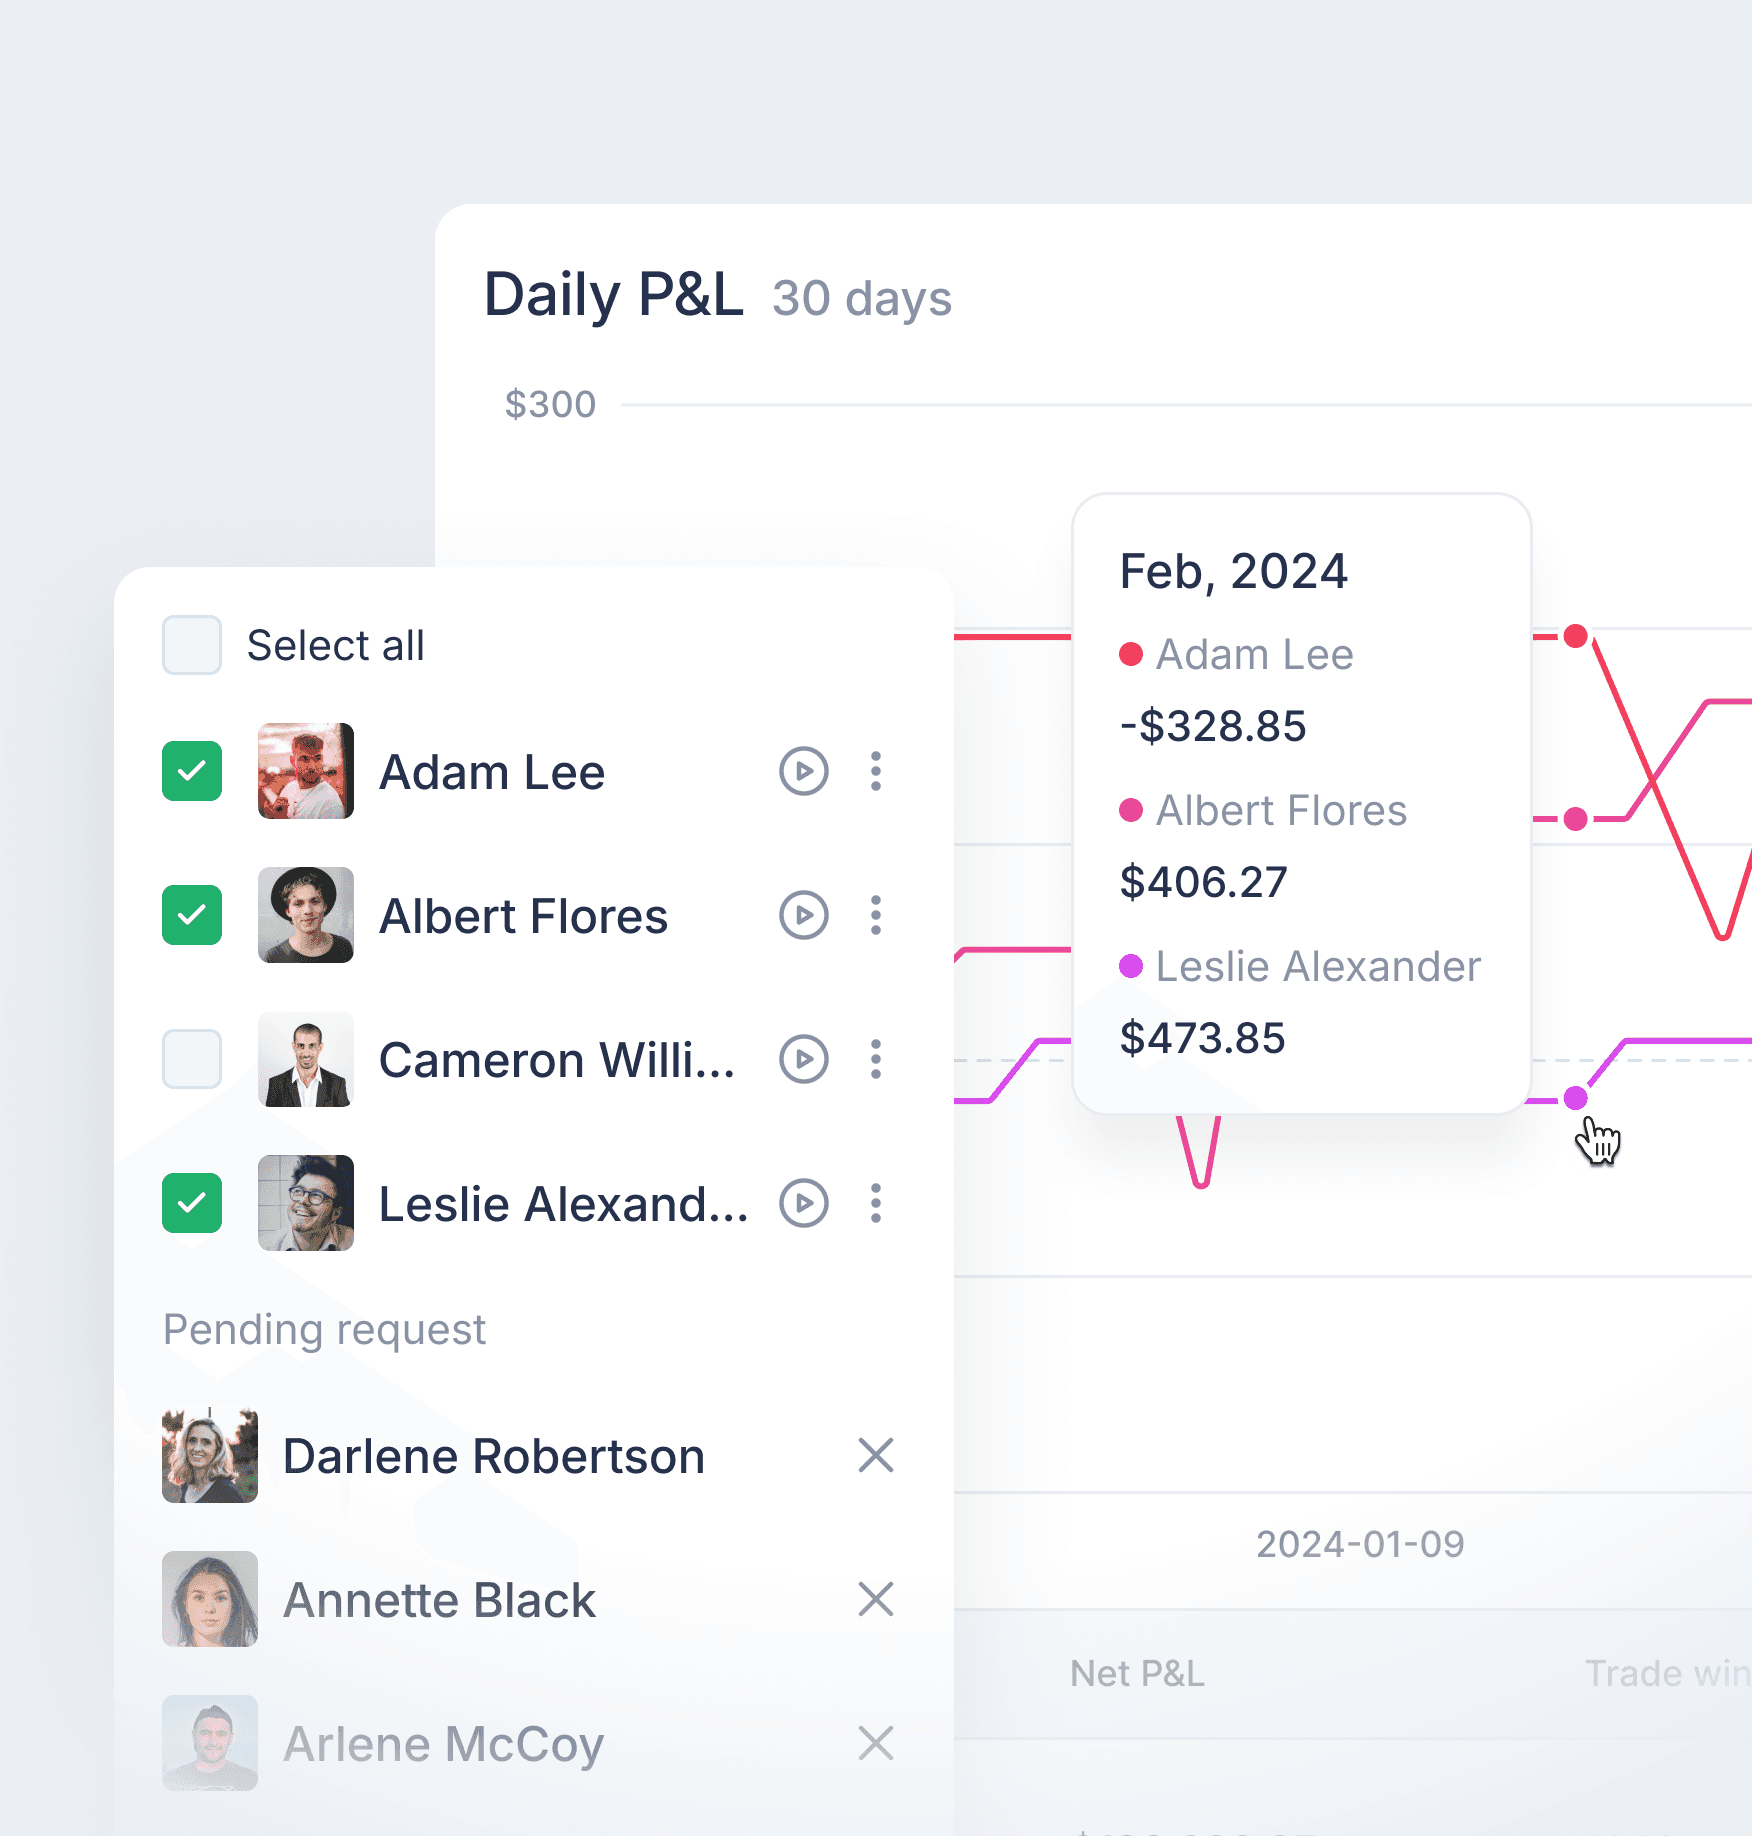 Daily P&L 30 days
$300
Feb, 2024
Adam Lee
-$328.85
Albert Flores
$406.27
Leslie Alexander
$473.85
Select all
Adam Lee
Albert Flores
Cameron Willi...
Leslie Alexand...
Pending request
Darlene Robertson
Annette Black
Arlene McCoy
2024-01-09
Net P&L
Trade win